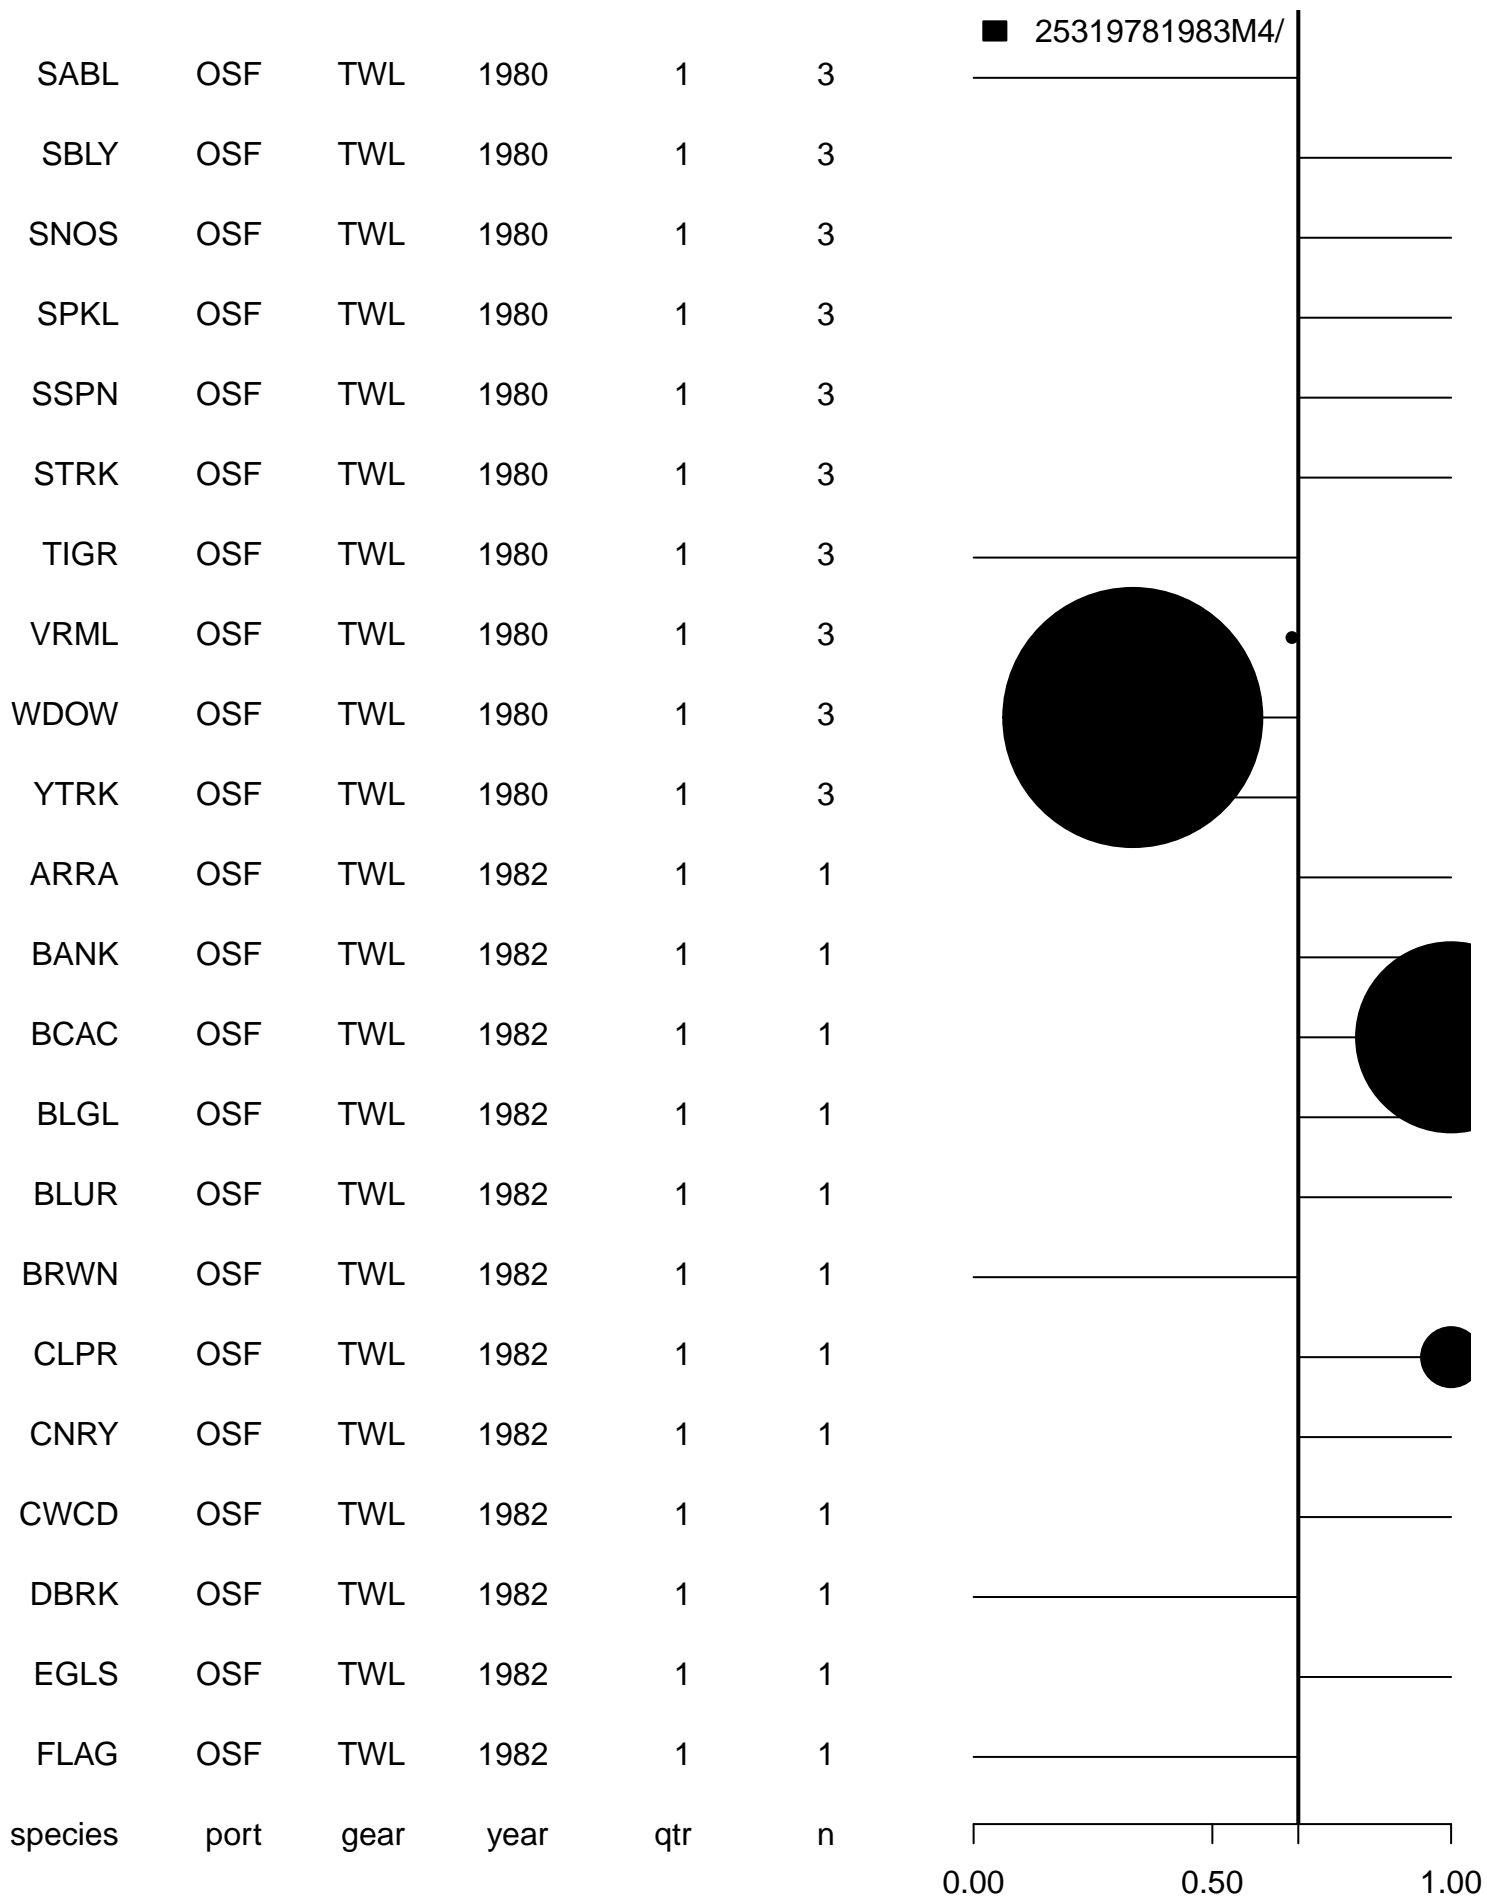 25319781983M4/
SABL OSF TWL 1980 1 3
SBLY OSF TWL 1980 1 3
SNOS OSF TWL 1980 1 3
SPKL OSF TWL 1980 1 3
SSPN OSF TWL 1980 1 3
STRK OSF TWL 1980 1 3
TIGR OSF TWL 1980 1 3
VRML OSF TWL 1980 1 3
WDOW OSF TWL 1980 1 3
YTRK OSF TWL 1980 1 3
ARRA OSF TWL 1982 1 1
BANK OSF TWL 1982 1 1
BCAC OSF TWL 1982 1 1
BLGL OSF TWL 1982 1 1
BLUR OSF TWL 1982 1 1
BRWN OSF TWL 1982 1 1
CLPR OSF TWL 1982 1 1
CNRY OSF TWL 1982 1 1
CWCD OSF TWL 1982 1 1
DBRK OSF TWL 1982 1 1
EGLS OSF TWL 1982 1 1
FLAG OSF TWL 1982 1 1
species port gear year qtr n
0.00 0.50 1.00